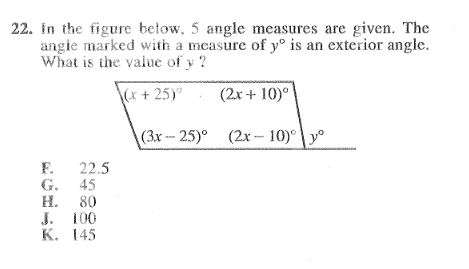 22. In the figure below, 5 angle measures are given. The
angle marked with a measure of y° is an exterior angle.
What is the value of y ?
(x + 25)° (2x + 10)°
(3x – 25)° (2x – 10)° y°
F. 22.5
G. 45
H. 80
J. 100
K. 145